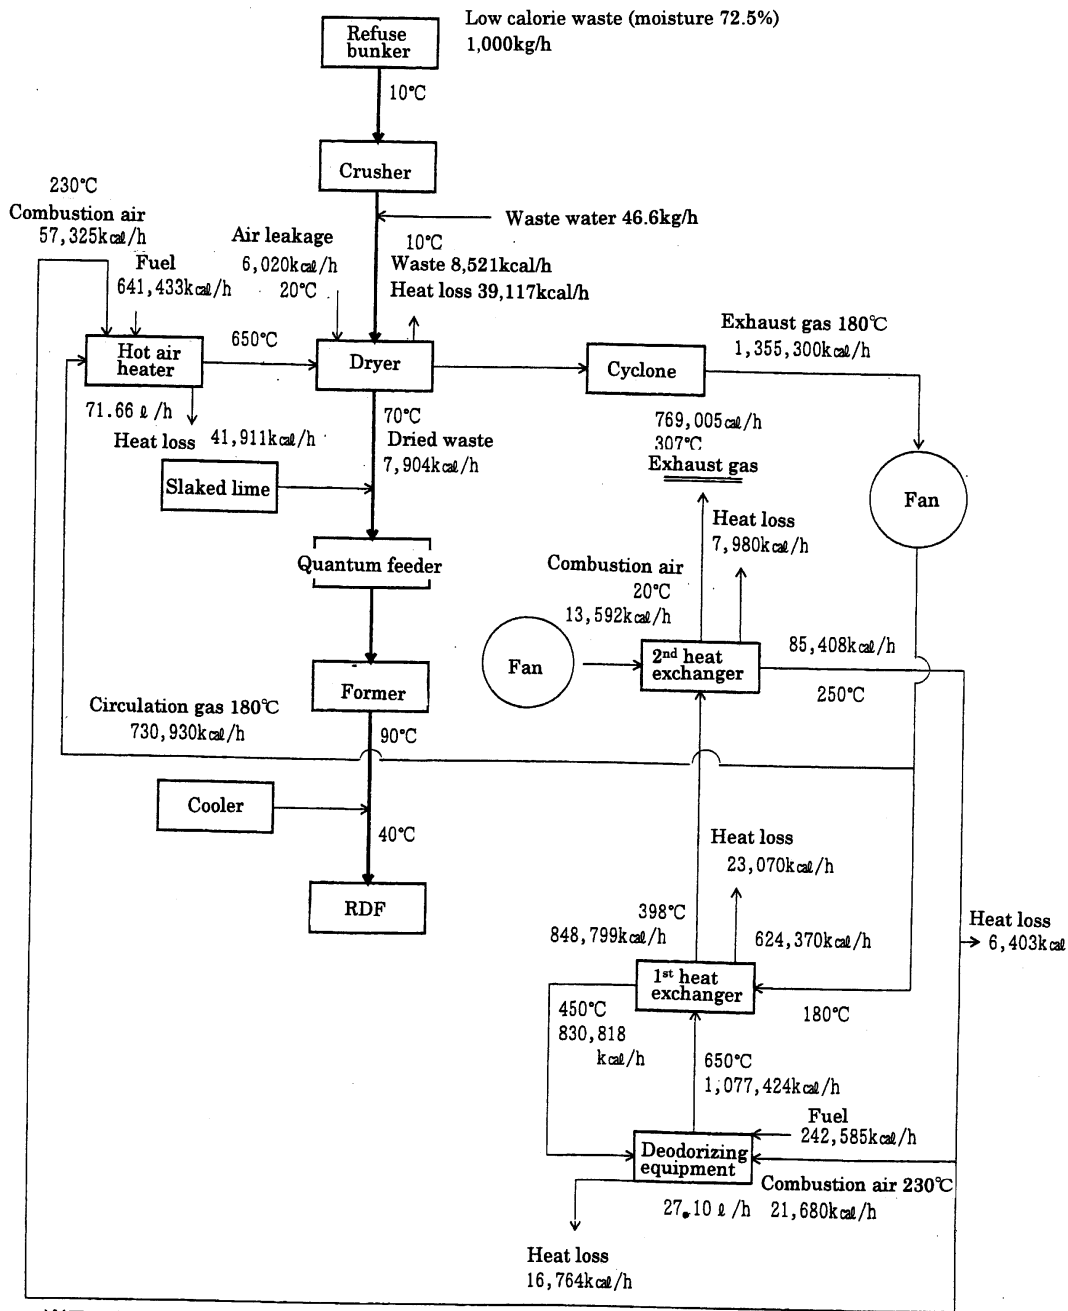 Low calorie waste (moisture 72.5%)
1,000kg/h
Refuse
bunker
10℃
Crusher
230℃
Combustion air
57,325kcal/h
Waste water 46.6kg/h
Air leakage
6,020kcal/h
20℃
10℃
Waste 8,521kcal/h
Heat loss 39,117kcal/h
Fuel
641,433kcal/h
Hot air
heater
650℃
Dryer
Cyclone
Exhaust gas 180℃
1,355,300kcal/h
71.66 ℓ /h
Heat loss 41,911kcal/h
70℃
Dried waste
7,904kcal/h
769,005cal/h
307℃
Exhaust gas
Slaked lime
Fan
Heat loss
7,980kcal/h
Quantum feeder
Combustion air
20℃
13,592kcal/h
Fan
2nd heat
exchanger
85,408kcal/h
250℃
Former
Circulation gas 180℃
730,930kcal/h
90℃
Cooler
40℃
RDF
Heat loss
23,070kcal/h
398℃
848,799kcal/h
624,370kcal/h
Heat loss
6,403kcal
1st heat
exchanger
180℃
450℃
830,818
kcal/h
650℃
1,077,424kcal/h
Fuel
242,585kcal/h
Deodorizing
equipment
Combustion air 230℃
27.10 ℓ /h 21,680kcal/h
Heat loss
16,764kcal/h